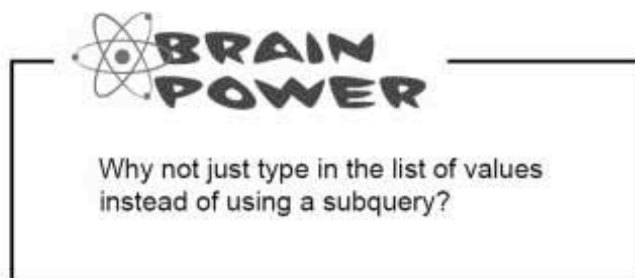 BRAIN
POWER
Why not just type in the list of values
instead of using a subquery?